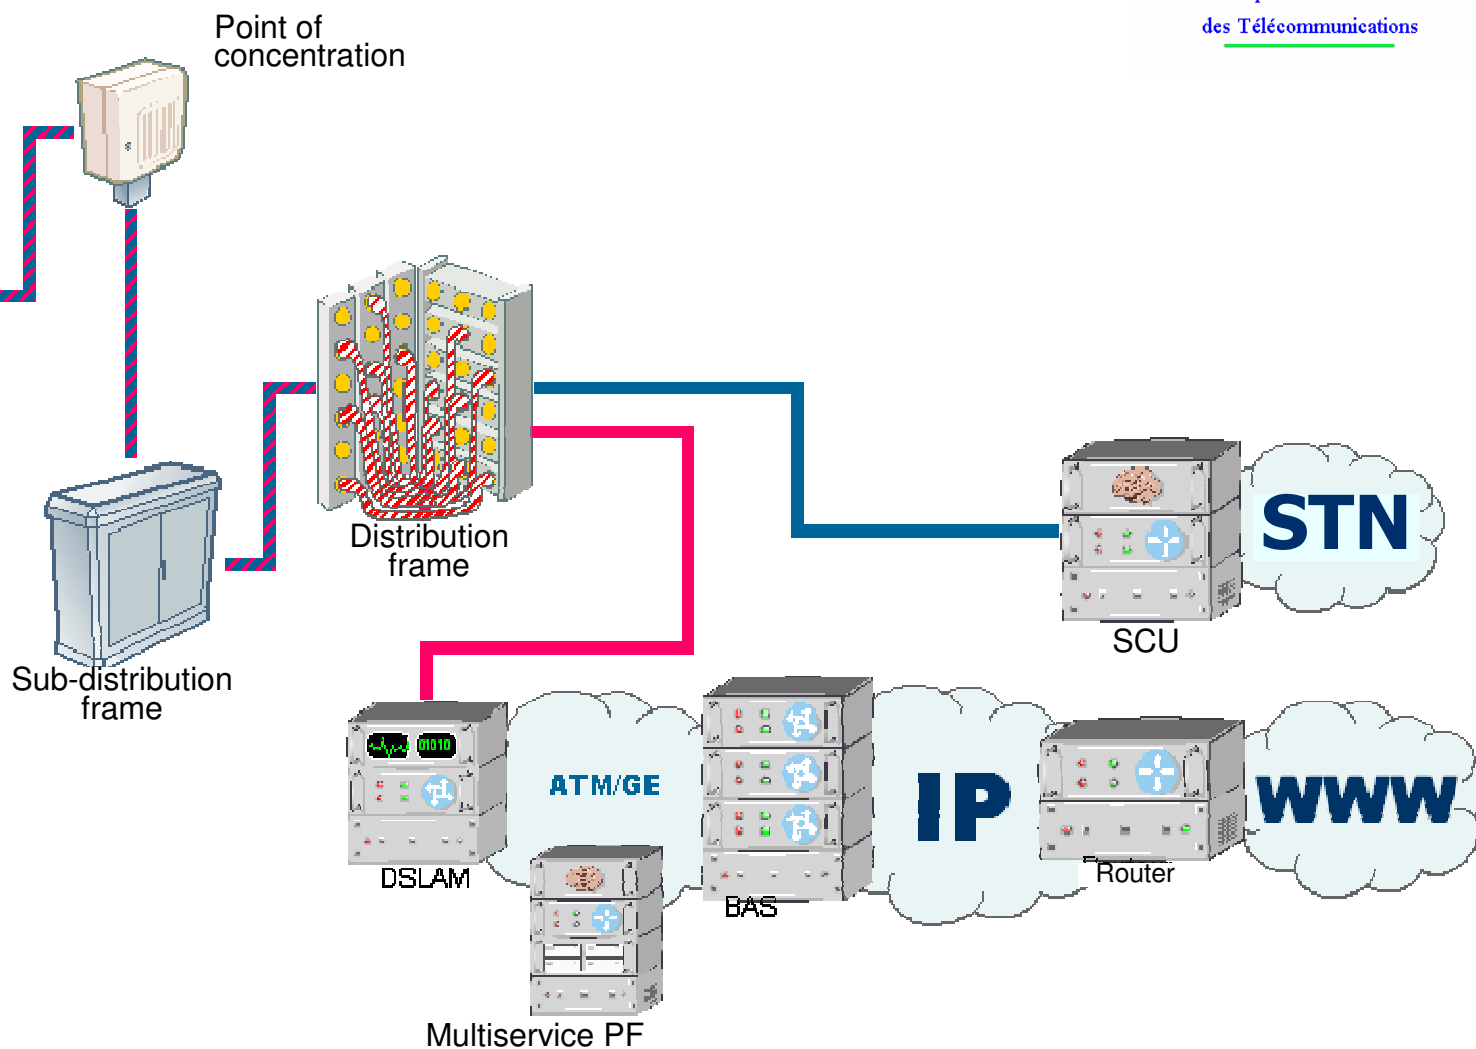 des Télécommunications
Point of
concentration
Distribution
frame
STN
SCU
Sub-distribution
frame
01010
ATM/GE
IP
WWW
DSLAM
BAS
Router
Multiservice PF